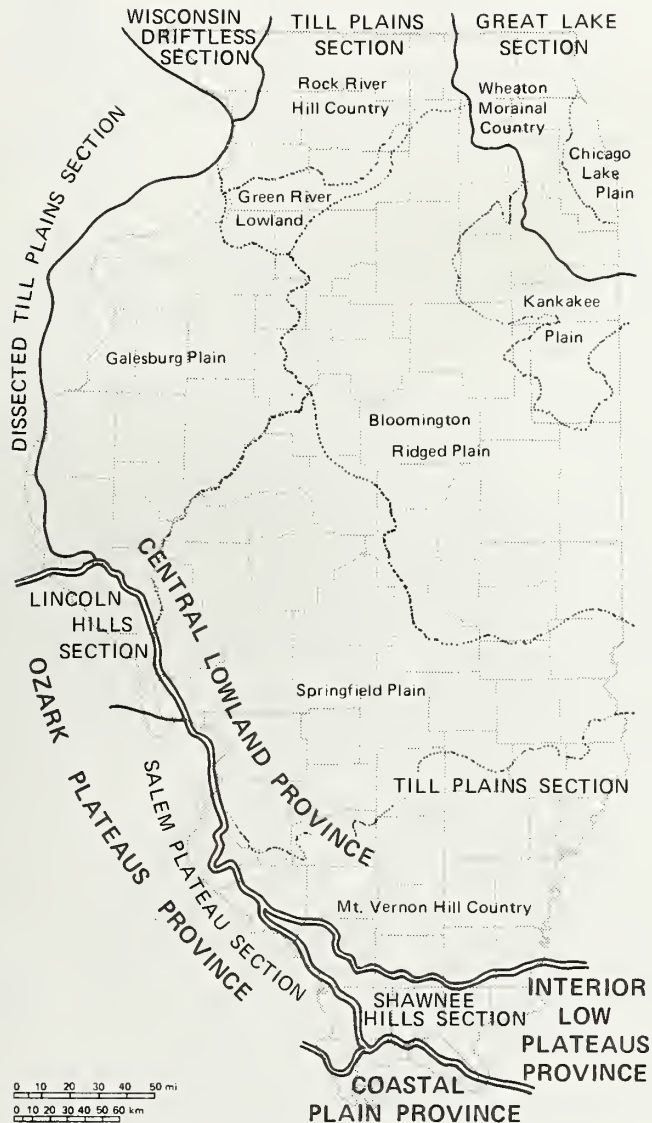 WISCONSIN
DRIFTLESS
SECTION
TILL PLAINS
SECTION
GREAT LAKE
SECTION
Rock River
Hill Country
Wheaton
Morainal
Country
Chicago
Lake
Plain
Green River
Lowland
DISSECTED TILL PLAINS SECTION
Kankakee
Plain
Galesburg Plain
Bloomington
Ridged Plain
CENTRAL LOWLAND PROVINCE
LINCOLN
HILLS
SECTION
OZARK PLATEAUS PROVINCE
Springfield Plain
SALEM PLATEAU SECTION
TILL PLAINS SECTION
Mt. Vernon Hill Country
SHAWNEE
HILLS SECTION
INTERIOR
LOW
PLATEAUS
PROVINCE
COASTAL
PLAIN PROVINCE
0 10 20 30 40 50 mi
0 10 20 30 40 50 60 km